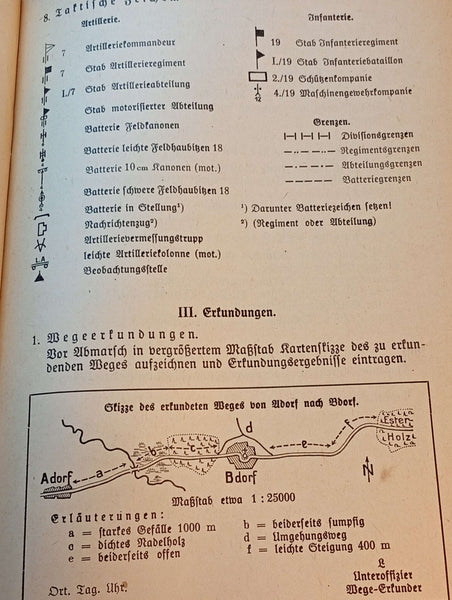 8. Taktische Zeichen
Artillerie.
7 Artilleriekommandeur
7 Stab Artillerieregiment
I./7 Stab Artillerieabteilung
Stab motorisierter Abteilung
Batterie Feldkanonen
Batterie leichte Feldhaubitzen 18
Batterie 10 cm Kanonen (mot.)
Batterie schwere Feldhaubitzen 18
Batterie in Stellung¹)
Nachrichtenzug²)
Artillerievermessungstrupp
LA leichte Artilleriekolonne (mot.)
Beobachtungsstelle
Infanterie.
19 Stab Infanterieregiment
I./19 Stab Infanteriebataillon
2./19 Schützenkompanie
12 4./19 Maschinengewehrkompanie
Grenzen.
Divisionsgrenzen
Regimentsgrenzen
Abteilungsgrenzen
Batteriegrenzen
¹) Darunter Batteriezeichen setzen!
²) (Regiment oder Abteilung)
III. Erkundungen.
1. Wegeerkundungen.
Vor Abmarsch in vergrößertem Maßstab Kartenskizze des zu erkun-
denden Weges aufzeichnen und Erkundungsergebnisse eintragen.
Skizze des erkundeten Weges von Adorf nach Bdorf.
Adorf
a
b
c
d
Bdorf
e
f
Ester-
Holz
N
Maßstab etwa 1:25000
Erläuterungen:
a = starkes Gefälle 1000 m
c = dichtes Nadelholz
e = beiderseits offen
b = beiderseits sumpfig
d = Umgehungsweg
f = leichte Steigung 400 m
Ort. Tag. Uhr.
Unteroffizier
Wege-Erkunder